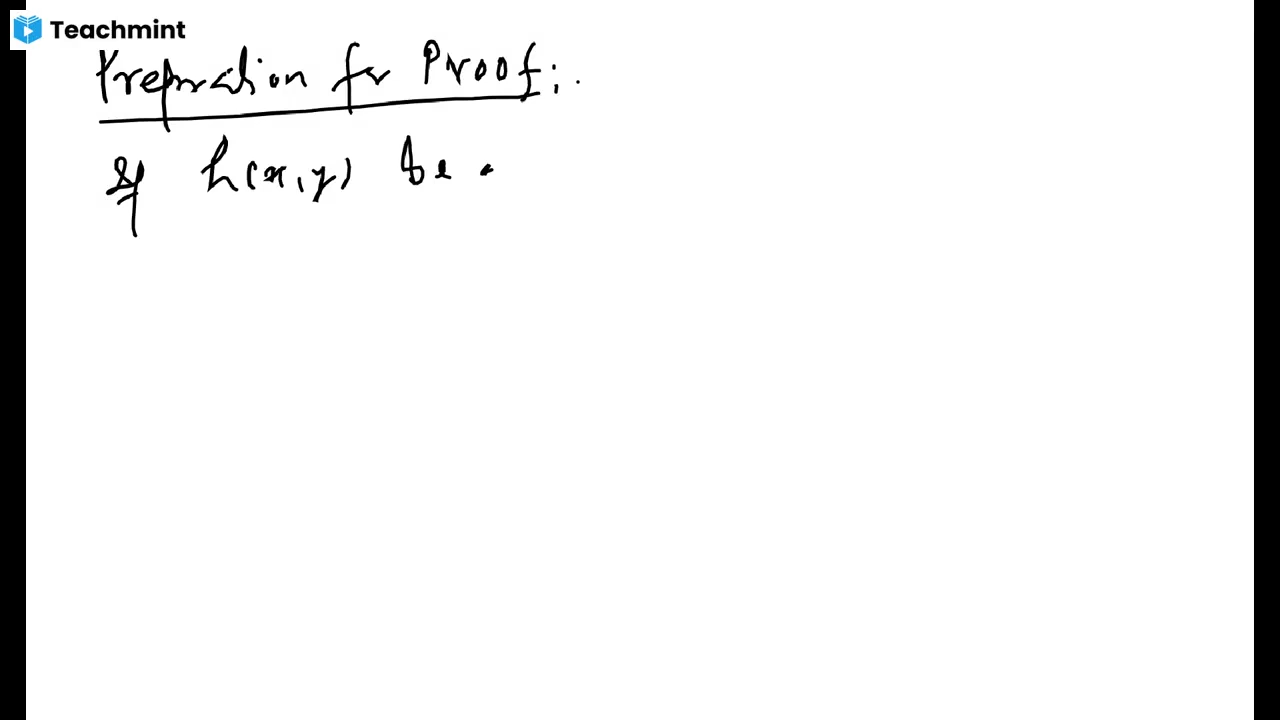 Teachmint
Preparation for Proof:.
If h(x,y) be